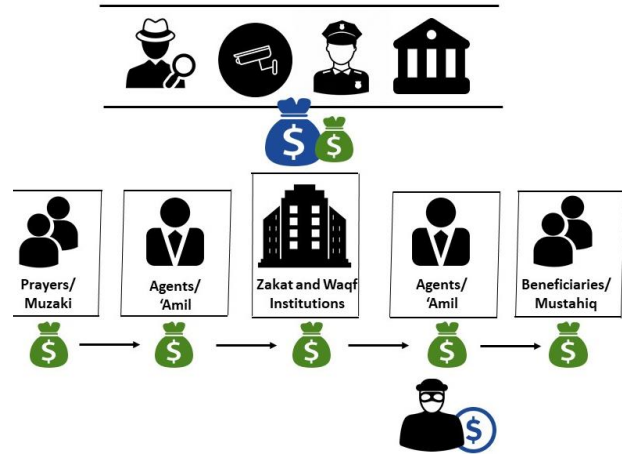 $ $
Prayers/
Muzaki
Agents/
‘Amil
Zakat and Waqf
Institutions
Agents/
‘Amil
Beneficiaries/
Mustahiq
$ $ $ $ $
$